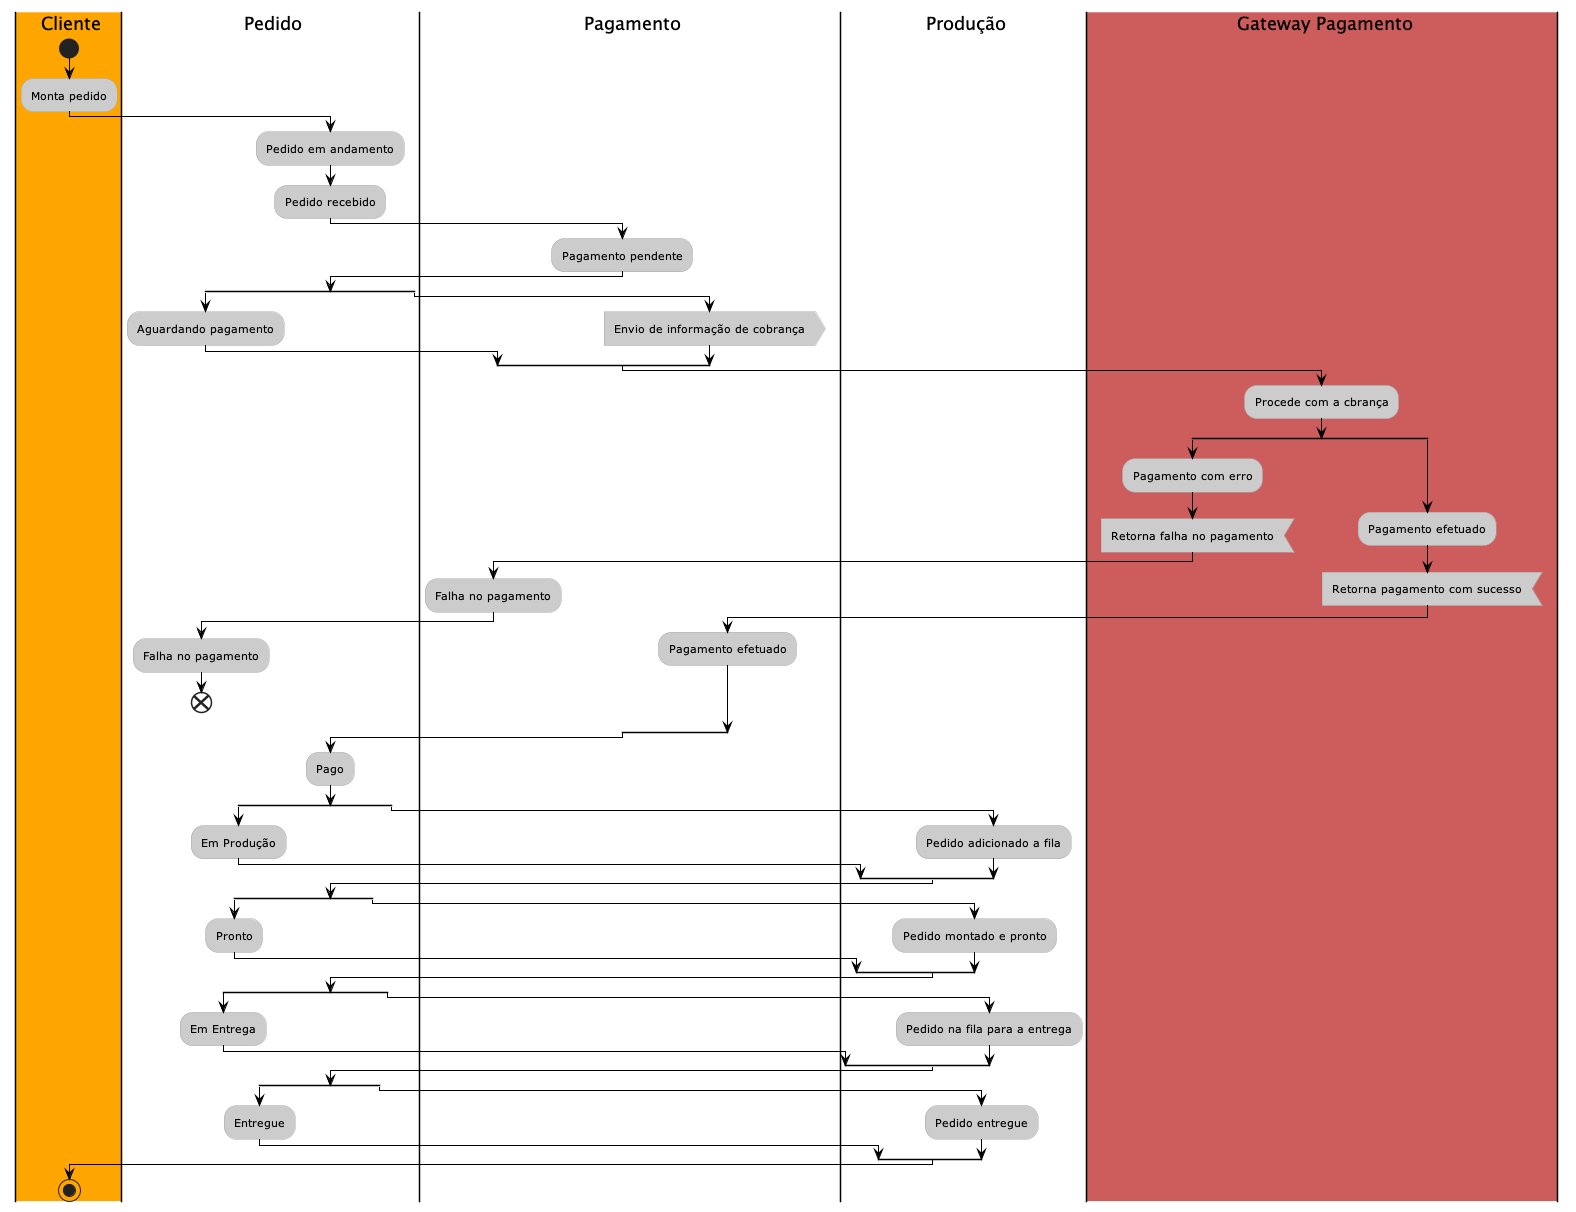 Cliente
Pedido
Pagamento
Produção
Gateway Pagamento
Monta pedido
Pedido em andamento
Pedido recebido
Pagamento pendente
Aguardando pagamento
Envio de informação de cobrança
Procede com a cbrança
Pagamento com erro
Pagamento efetuado
Retorna falha no pagamento
Retorna pagamento com sucesso
Falha no pagamento
Pagamento efetuado
Falha no pagamento
Pago
Em Produção
Pedido adicionado a fila
Pronto
Pedido montado e pronto
Em Entrega
Pedido na fila para a entrega
Entregue
Pedido entregue